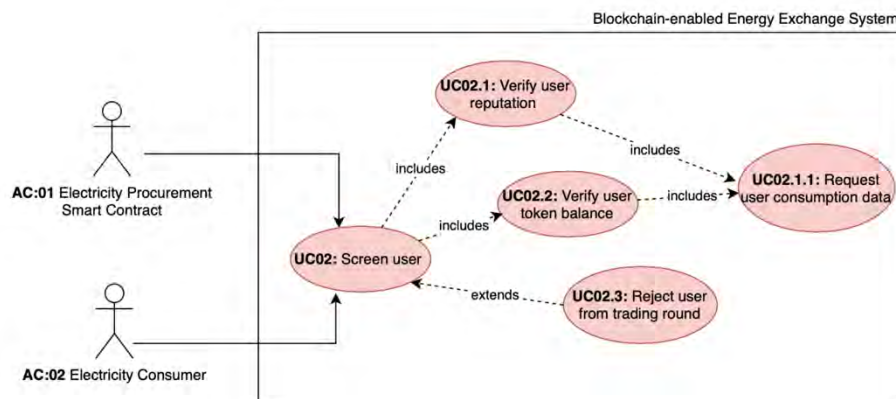 Blockchain-enabled Energy Exchange System
UC02.1: Verify user
reputation
includes
includes
AC:01 Electricity Procurement
Smart Contract
UC02.2: Verify user
token balance
includes
includes
UC02.1.1: Request
user consumption data
UC02: Screen user
extends
UC02.3: Reject user
from trading round
AC:02 Electricity Consumer